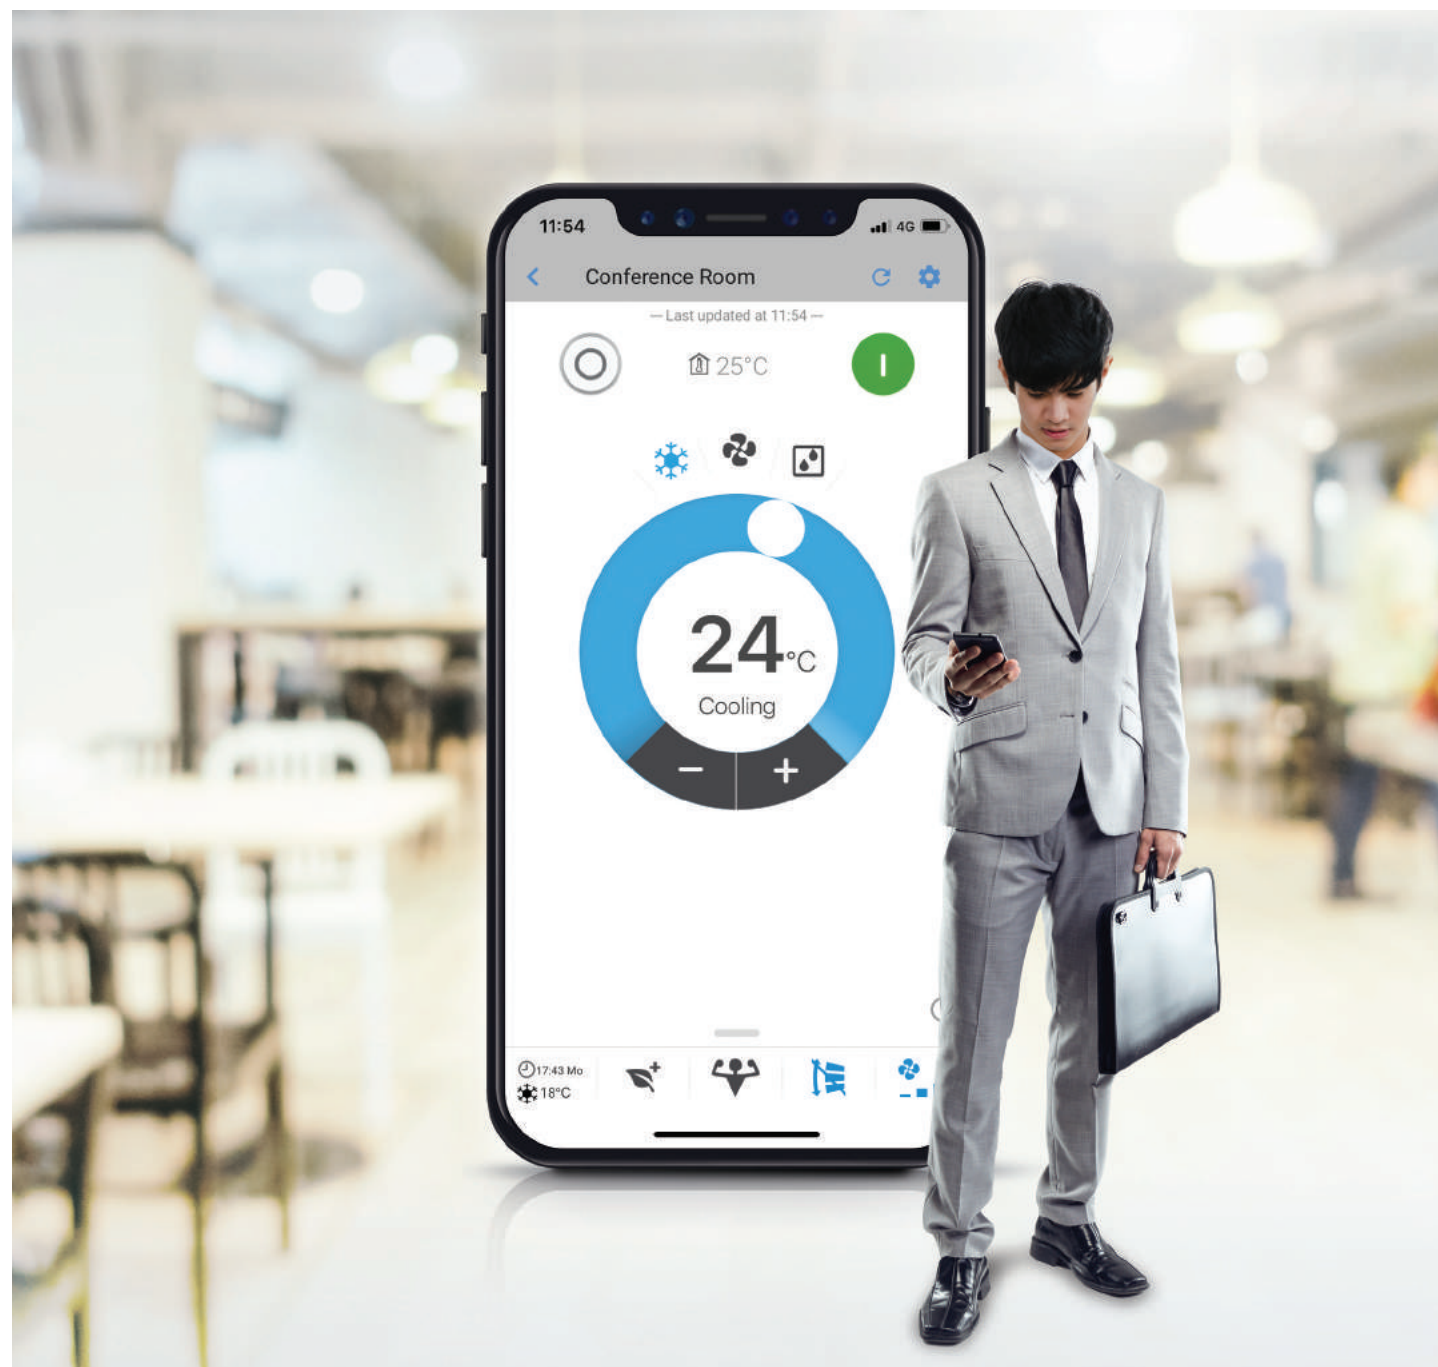 11:54
4G
Conference Room
— Last updated at 11:54 —
25°C
24°C
Cooling
− +
17:43 Mo
18°C